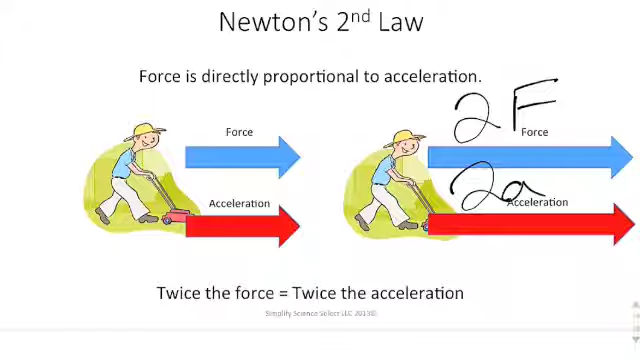 Newton's 2nd Law
Force is directly proportional to acceleration.
2F
Force
Force
2a
Acceleration
Acceleration
Twice the force = Twice the acceleration
Simplify Science Select LLC 2013©